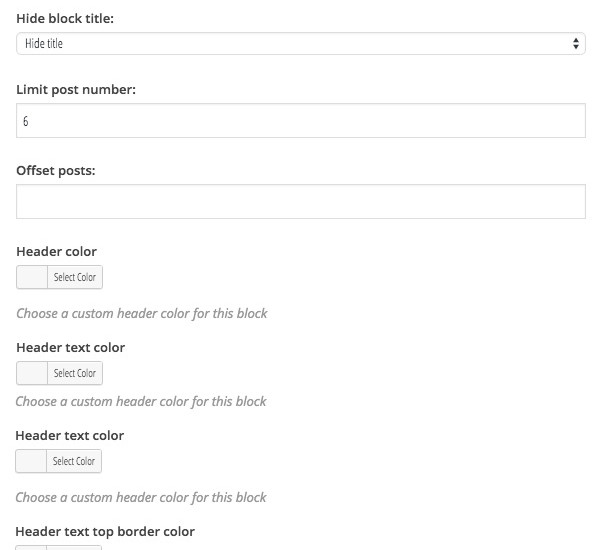 Hide block title:
Hide title
Limit post number:
6
Offset posts:
Header color
Select Color
Choose a custom header color for this block
Header text color
Select Color
Choose a custom header color for this block
Header text color
Select Color
Choose a custom header color for this block
Header text top border color